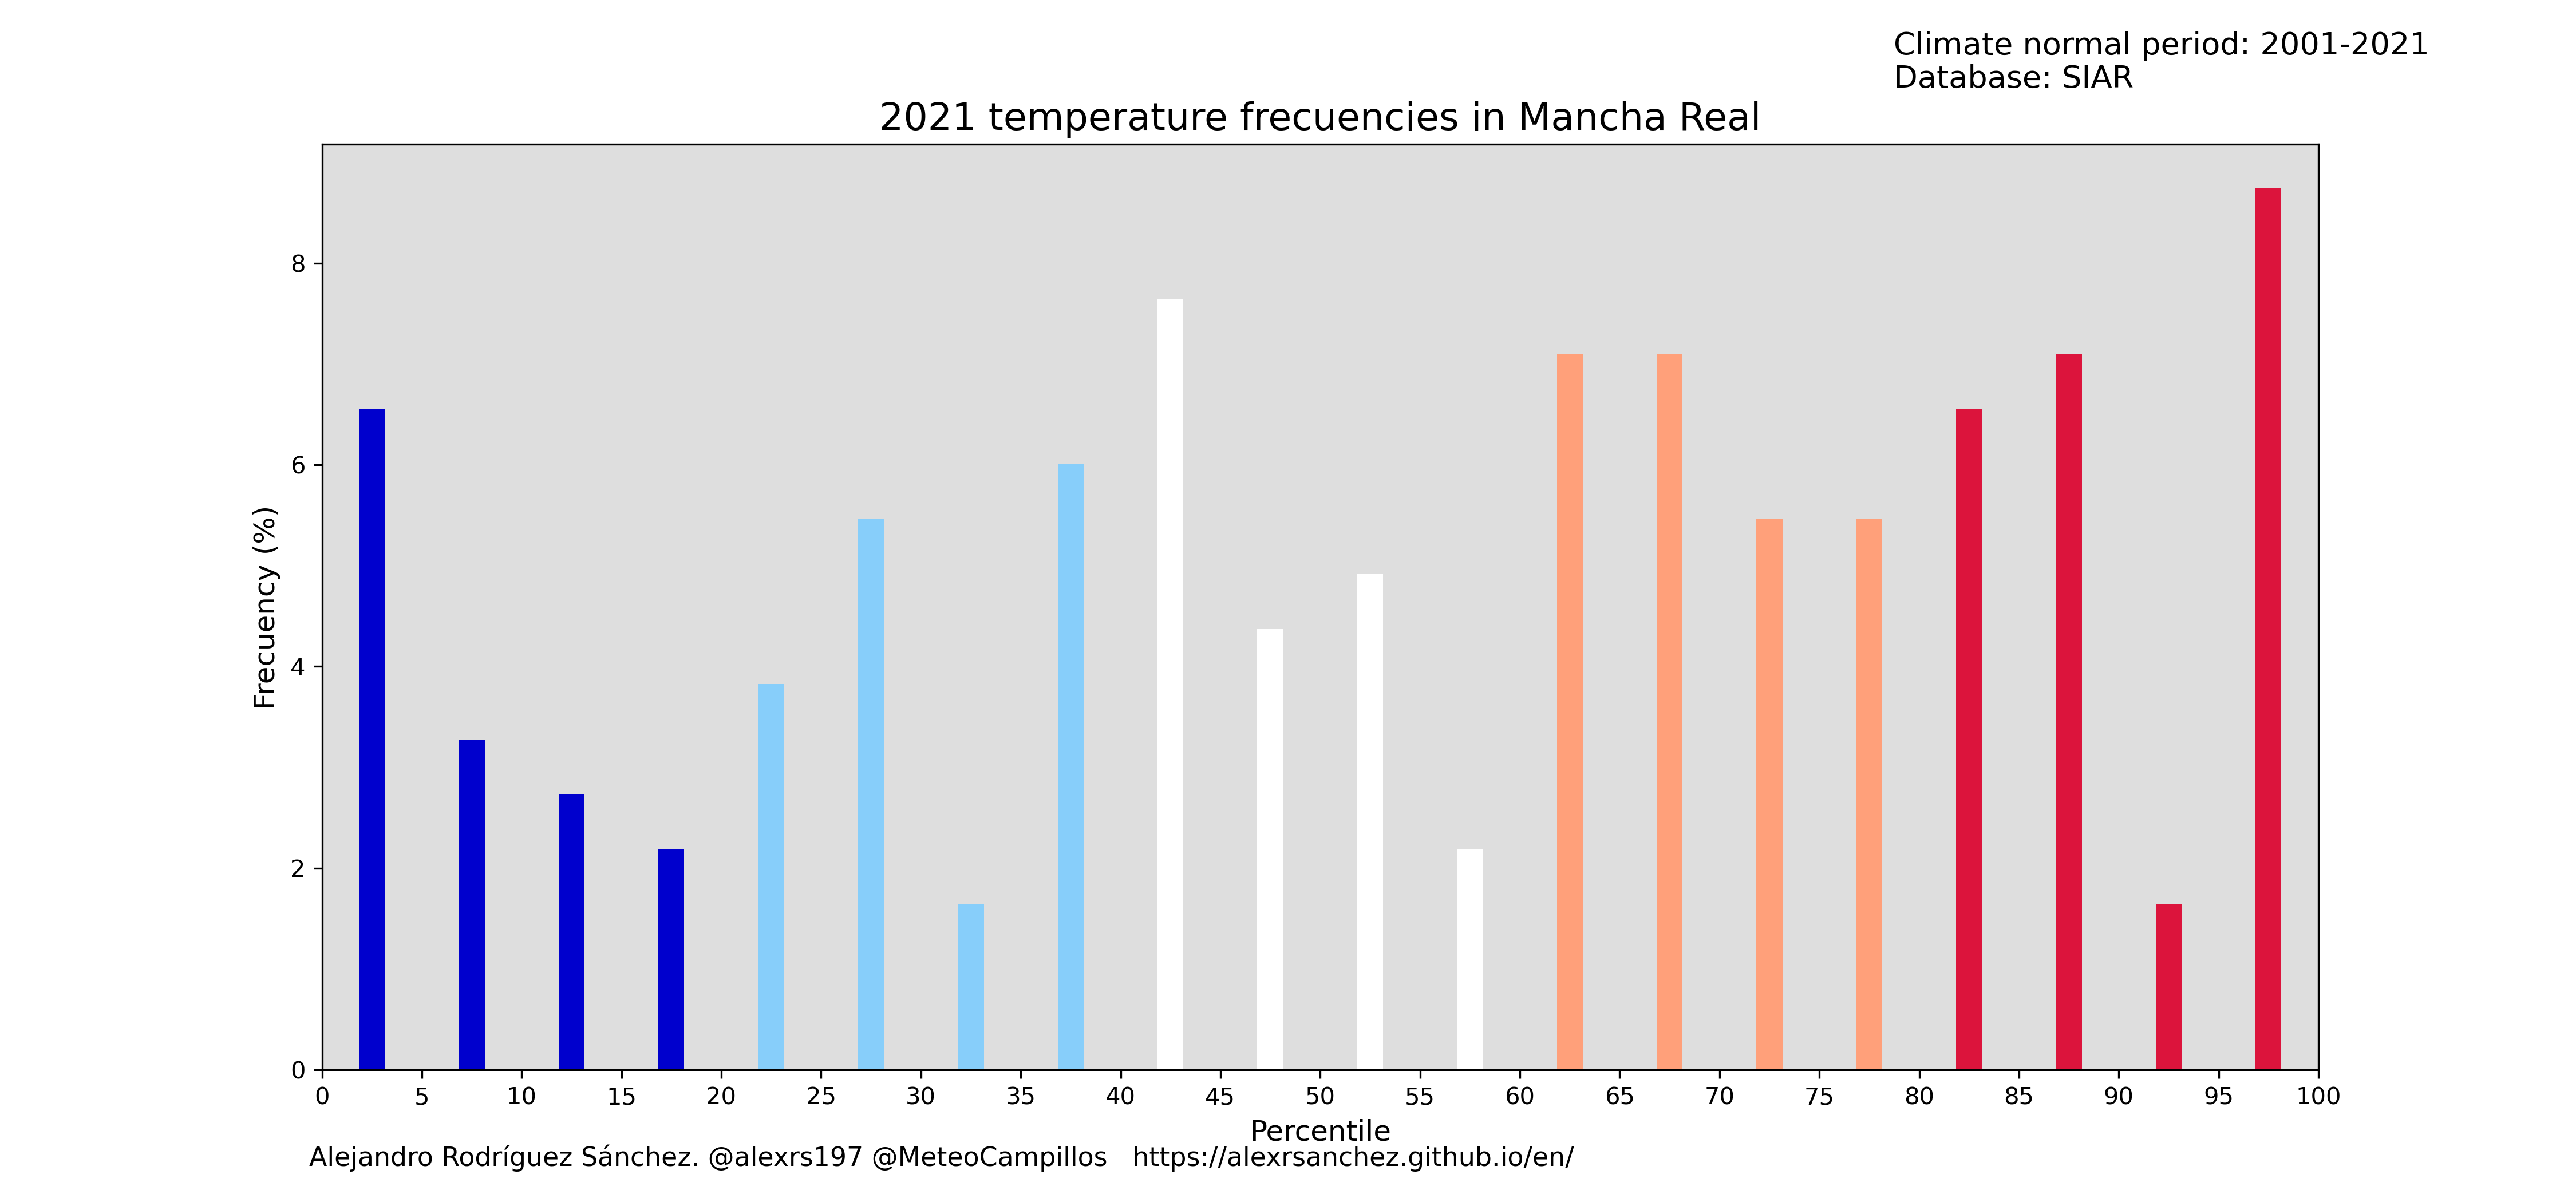 Climate normal period: 2001-2021
Database: SIAR
2021 temperature frecuencies in Mancha Real
Frecuency (%)
8
6
4
2
0
0 5 10 15 20 25 30 35 40 45 50 55 60 65 70 75 80 85 90 95 100
Percentile
Alejandro Rodríguez Sánchez. @alexrs197 @MeteoCampillos https://alexrsanchez.github.io/en/